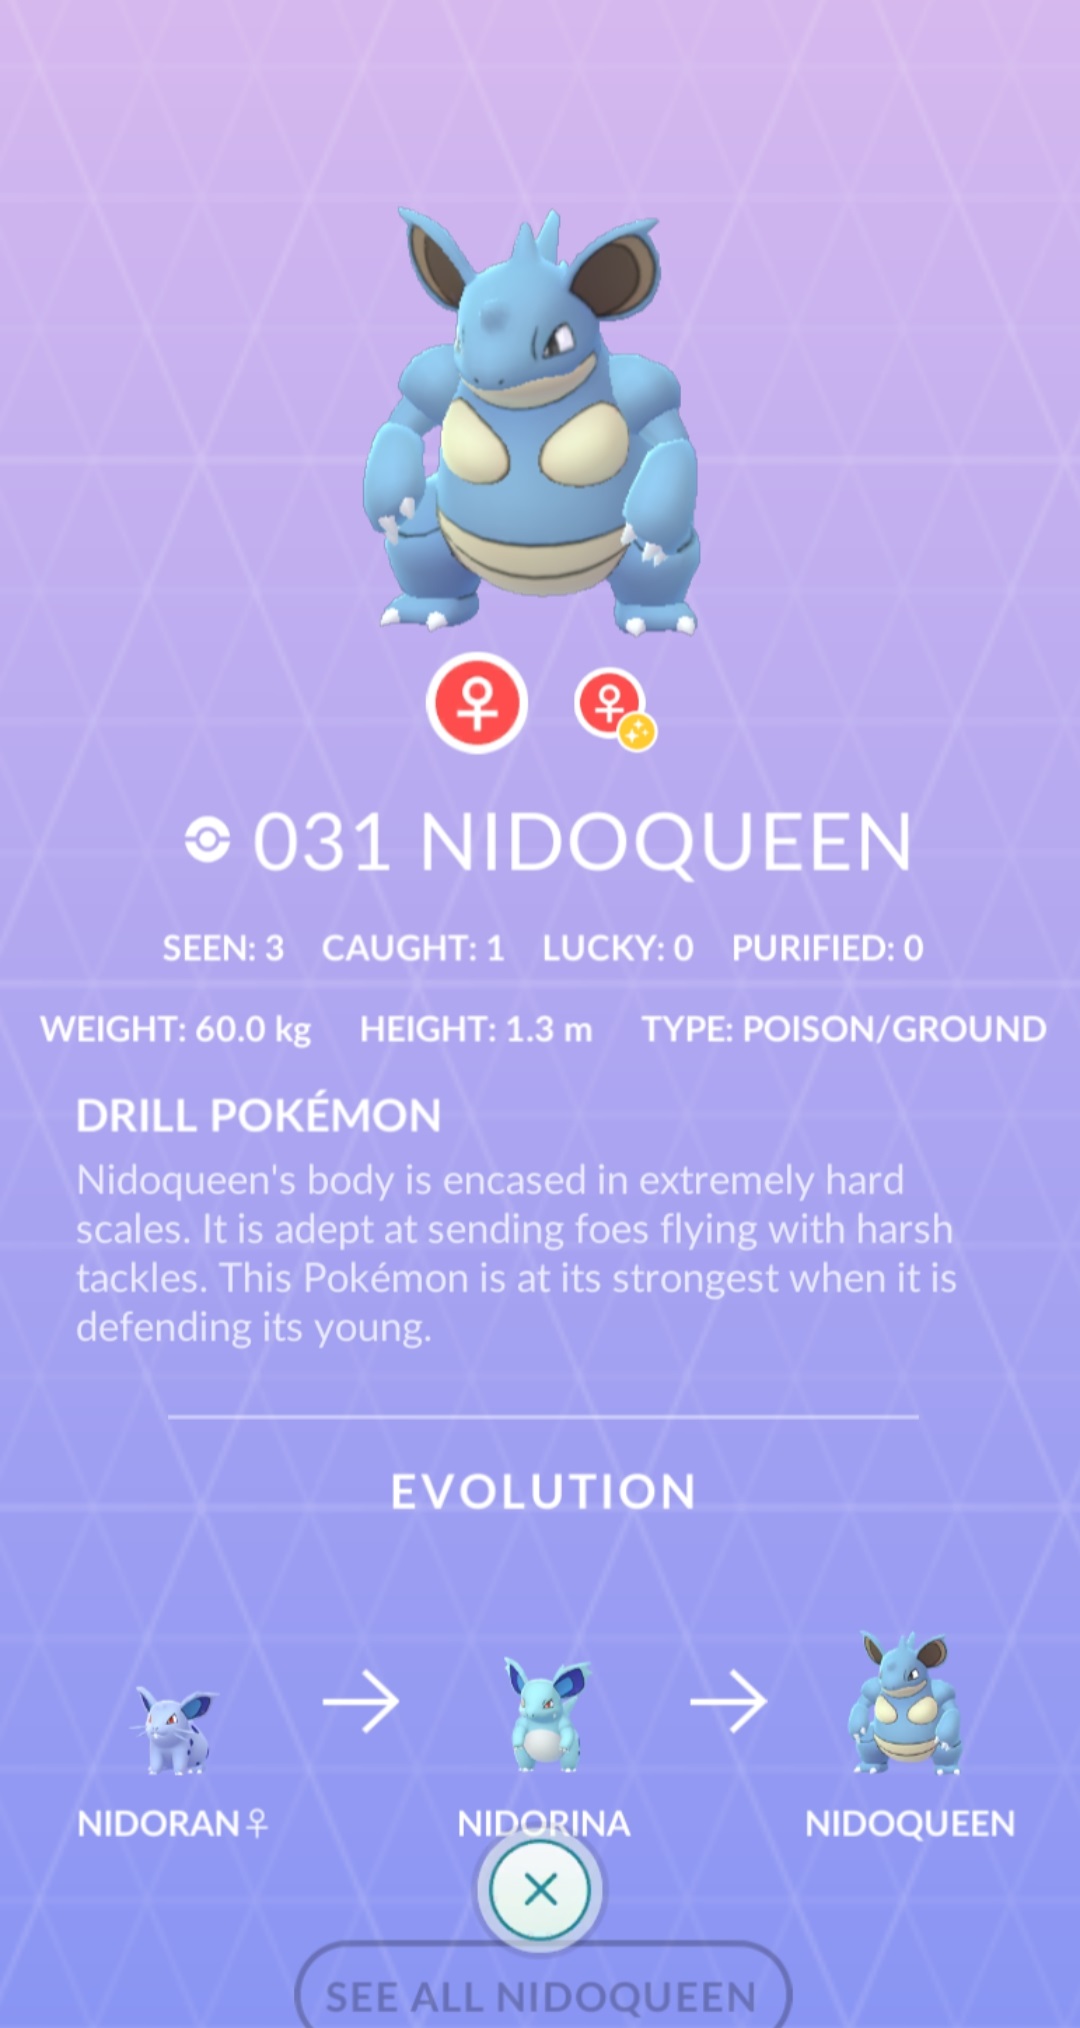 031 NIDOQUEEN
SEEN: 3 CAUGHT: 1 LUCKY: 0 PURIFIED: 0
WEIGHT: 60.0 kg HEIGHT: 1.3 m TYPE: POISON/GROUND
DRILL POKÉMON
Nidoqueen's body is encased in extremely hard
scales. It is adept at sending foes flying with harsh
tackles. This Pokémon is at its strongest when it is
defending its young.
EVOLUTION
NIDORAN♀ NIDORINA NIDOQUEEN
SEE ALL NIDOQUEEN